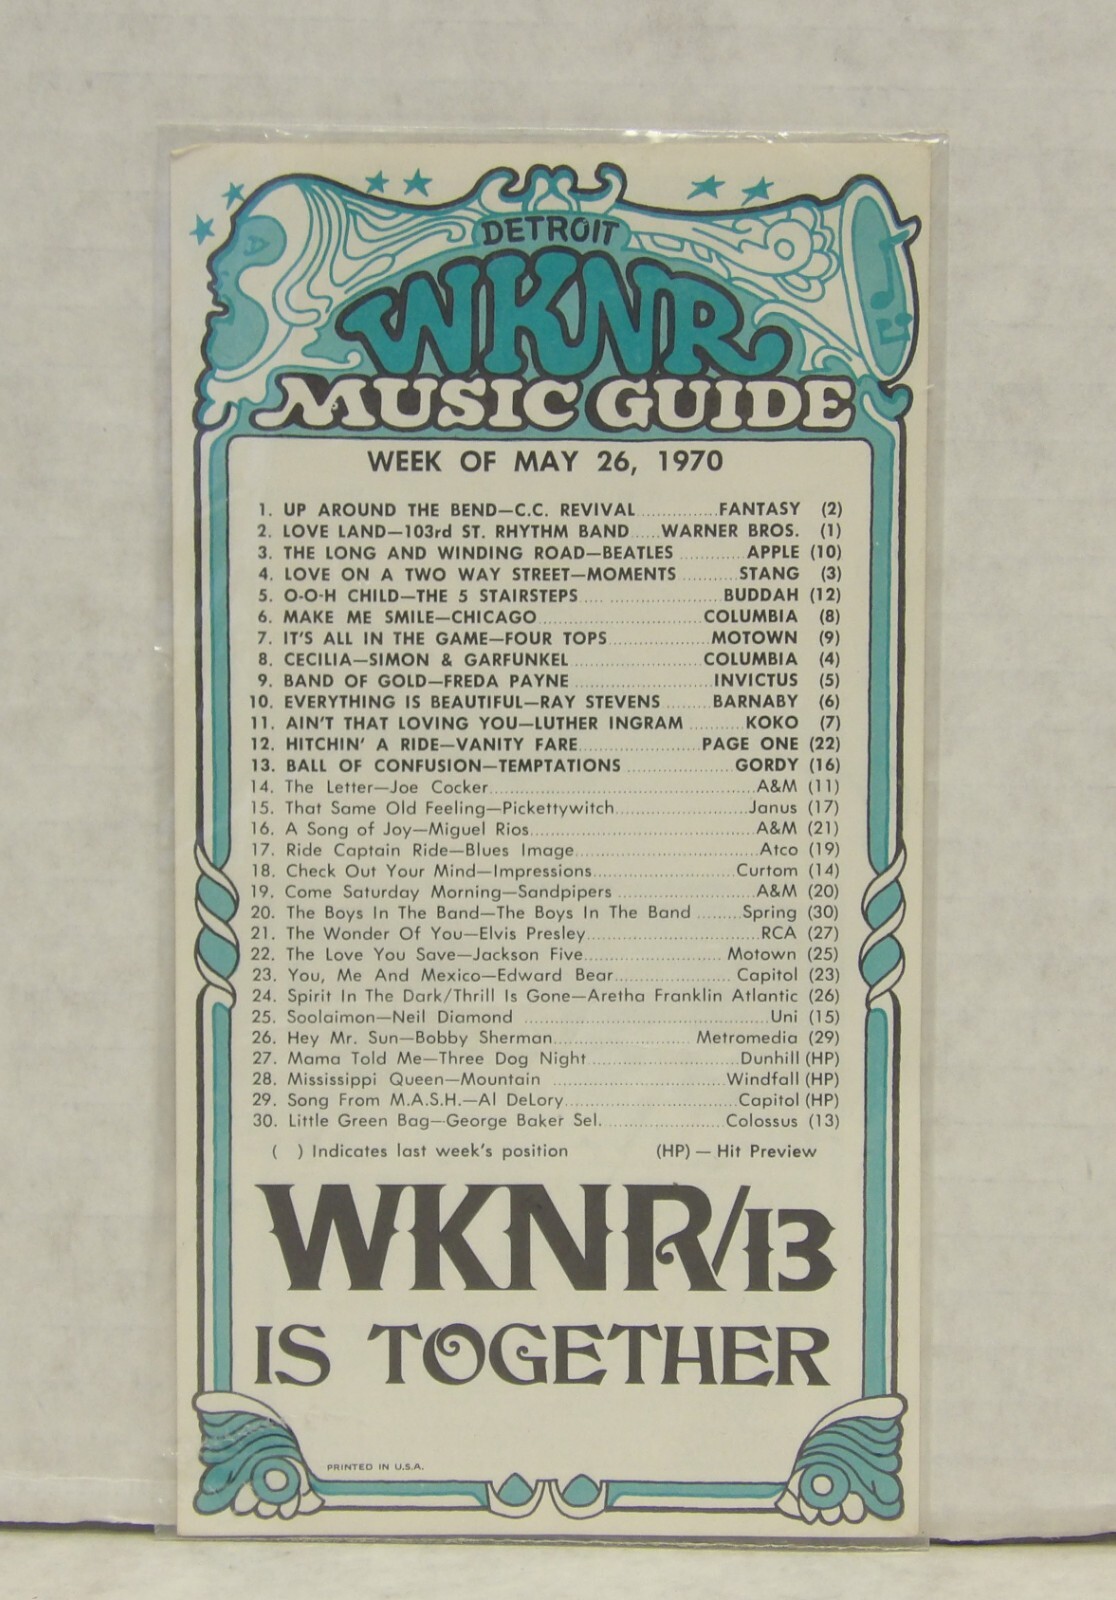 DETROIT
WKNR
MUSIC GUIDE
WEEK OF MAY 26, 1970
1. UP AROUND THE BEND—C.C. REVIVAL..............FANTASY (2)
2. LOVE LAND—103rd ST. RHYTHM BAND......WARNER BROS. (1)
3. THE LONG AND WINDING ROAD—BEATLES ...........APPLE (10)
4. LOVE ON A TWO WAY STREET—MOMENTS ...........STANG (3)
5. O-O-H CHILD—THE 5 STAIRSTEPS.... .......................BUDDAH (12)
6. MAKE ME SMILE—CHICAGO...........................COLUMBIA (8)
7. IT'S ALL IN THE GAME—FOUR TOPS.................MOTOWN (9)
8. CECILIA—SIMON & GARFUNKEL ......................COLUMBIA (4)
9. BAND OF GOLD—FREDA PAYNE .......................INVICTUS (5)
10. EVERYTHING IS BEAUTIFUL—RAY STEVENS ........BARNABY (6)
11. AIN'T THAT LOVING YOU—LUTHER INGRAM ..........KOKO (7)
12. HITCHIN' A RIDE—VANITY FARE....................PAGE ONE (22)
13. BALL OF CONFUSION—TEMPTATIONS .................GORDY (16)
14. The Letter—Joe Cocker............................................A&M (11)
15. That Same Old Feeling—Pickettywitch......................Janus (17)
16. A Song of Joy—Miguel Rios.....................................A&M (21)
17. Ride Captain Ride—Blues Image..............................Atco (19)
18. Check Out Your Mind—Impressions.......................Curtom (14)
19. Come Saturday Morning—Sandpipers .......................A&M (20)
20. The Boys In The Band—The Boys In The Band .........Spring (30)
21. The Wonder Of You—Elvis Presley............................RCA (27)
22. The Love You Save—Jackson Five......................Motown (25)
23. You, Me And Mexico—Edward Bear....................Capitol (23)
24. Spirit In The Dark/Thrill Is Gone—Aretha Franklin Atlantic (26)
25. Soolaimon—Neil Diamond .......................................Uni (15)
26. Hey Mr. Sun—Bobby Sherman.......................Metromedia (29)
27. Mama Told Me—Three Dog Night........................Dunhill (HP)
28. Mississippi Queen—Mountain ...........................Windfall (HP)
29. Song From M.A.S.H.—Al DeLory...........................Capitol (HP)
30. Little Green Bag—George Baker Sel....................Colossus (13)
( ) Indicates last week's position (HP) — Hit Preview
WKNR/13
IS TOGETHER
PRINTED IN U.S.A.